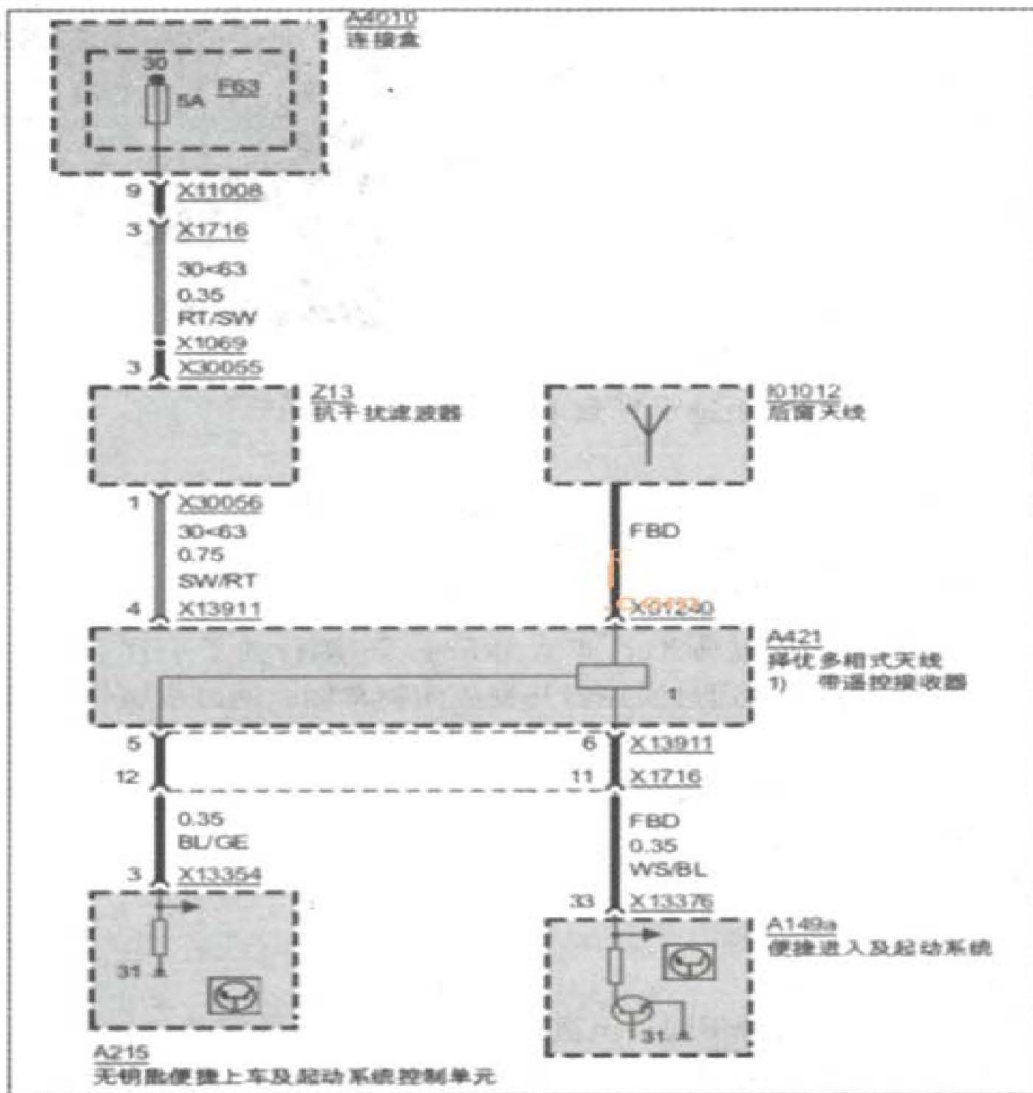 A4010
连接盒
30
5A
F63
9 X11008
3 X1716
30<63
0.35
RT/SW
X1069
3 X30055
Z13
抗干扰滤波器
I01012
后窗天线
1 X30056
30<63
0.75
SW/RT
FBD
4 X13911
X01240
A421
择优多相式天线
1) 带遥控接收器
1)
5
6 X13911
12
11 X1716
0.35
BL/GE
FBD
0.35
WS/BL
3 X13354
33 X13376
A149a
便捷进入及起动系统
31
31
A215
无钥匙便捷上车及起动系统控制单元